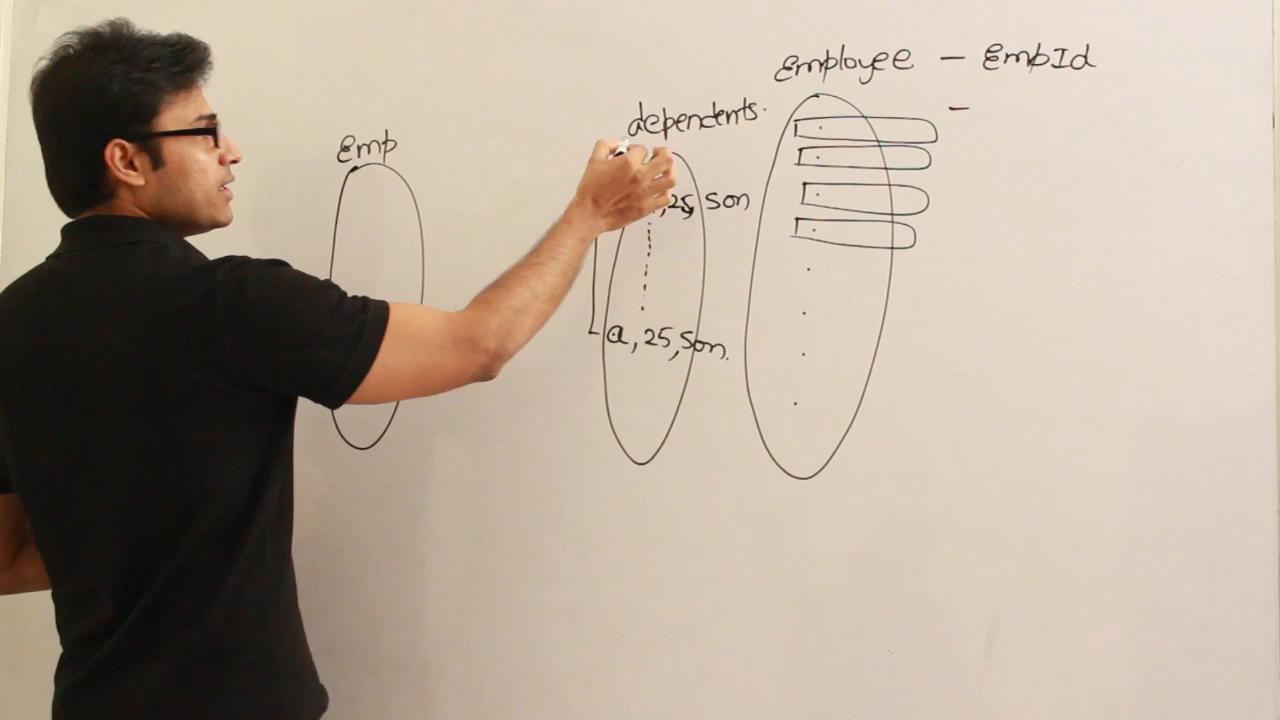 Employee - EmpId
-
dependents.
Emp
,25, Son
a, 25, Son.